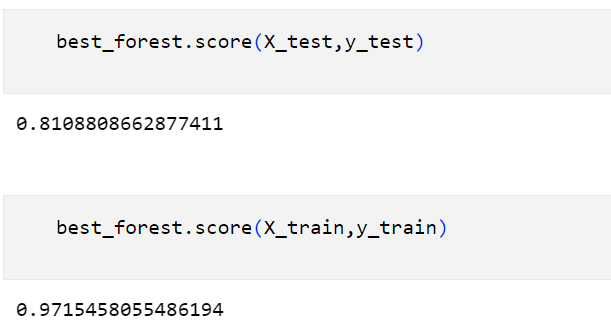 best_forest.score(X_test,y_test)
0.8108808662877411
best_forest.score(X_train,y_train)
0.9715458055486194